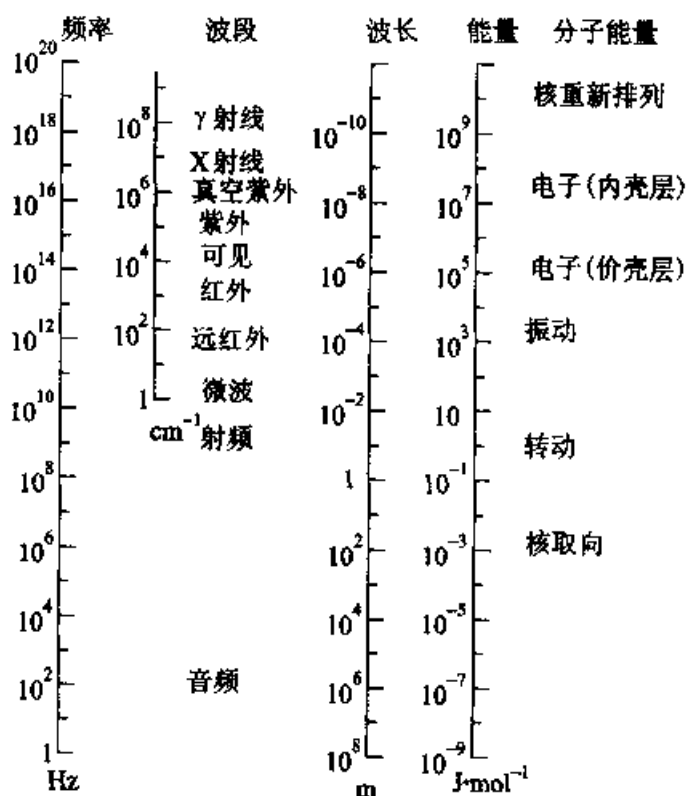 频率 波段 波长 能量 分子能量
10^20
10^18 10^8 γ射线 10^-10 10^9 核重新排列
X射线
10^16 10^6 真空紫外 10^-8 10^7 电子(内壳层)
紫外
10^14 10^4 可见 10^-6 10^5 电子(价壳层)
红外
10^12 10^2 远红外 10^-4 10^3 振动
10^10 1 微波 10^-2 10
cm^-1 射频 转动
10^8 1 10^-1
10^6 10^2 10^-3 核取向
10^4 10^4 10^-5
10^2 音频 10^6 10^-7
1 10^8 10^-9
Hz m J·mol^-1